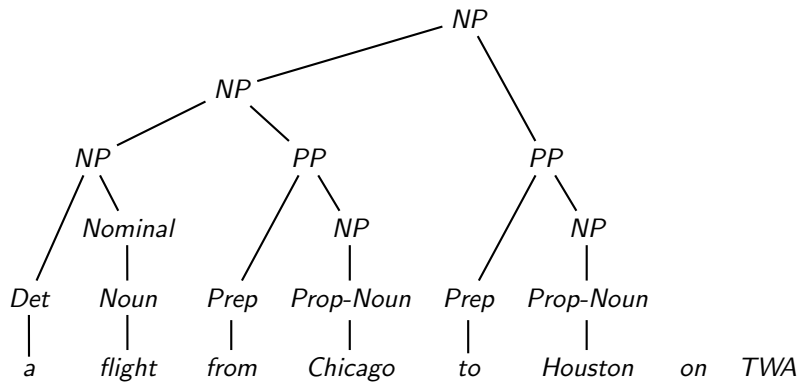 NP
NP
NP PP PP
Nominal NP NP
Det Noun Prep Prop-Noun Prep Prop-Noun
a flight from Chicago to Houston on TWA